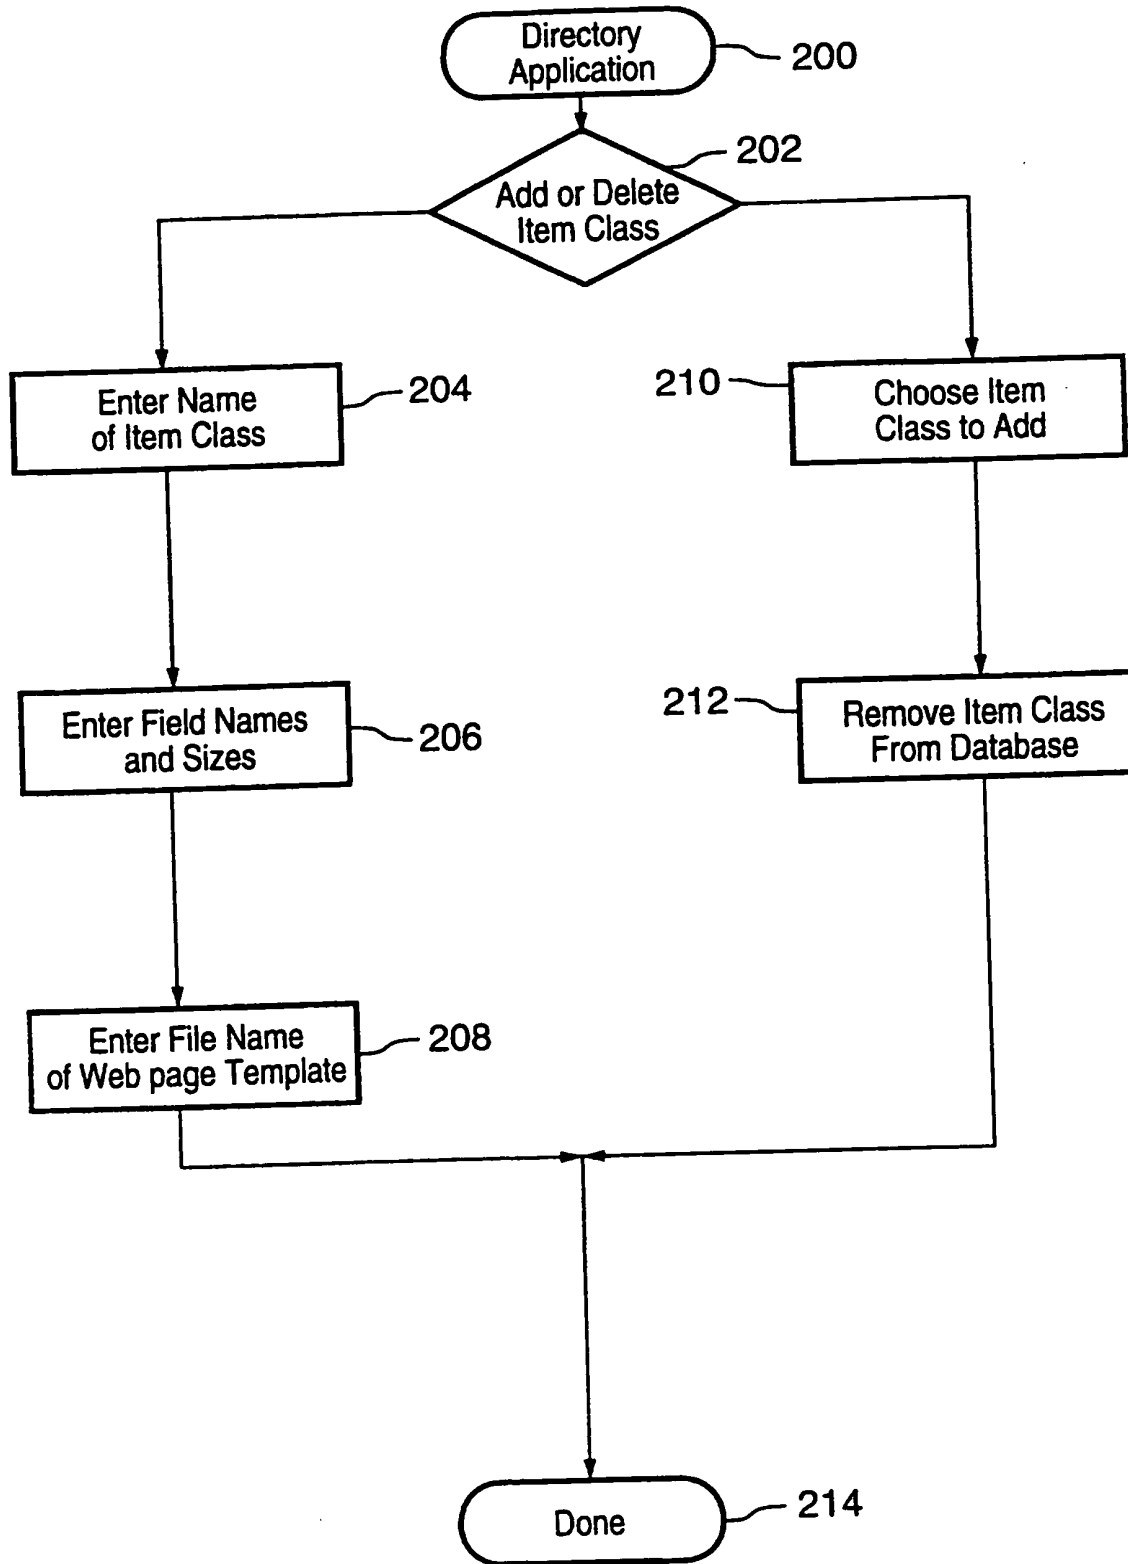 Directory
Application
200
202
Add or Delete
Item Class
Enter Name
of Item Class
204
210
Choose Item
Class to Add
Enter Field Names
and Sizes
206
212
Remove Item Class
From Database
Enter File Name
of Web page Template
208
Done
214